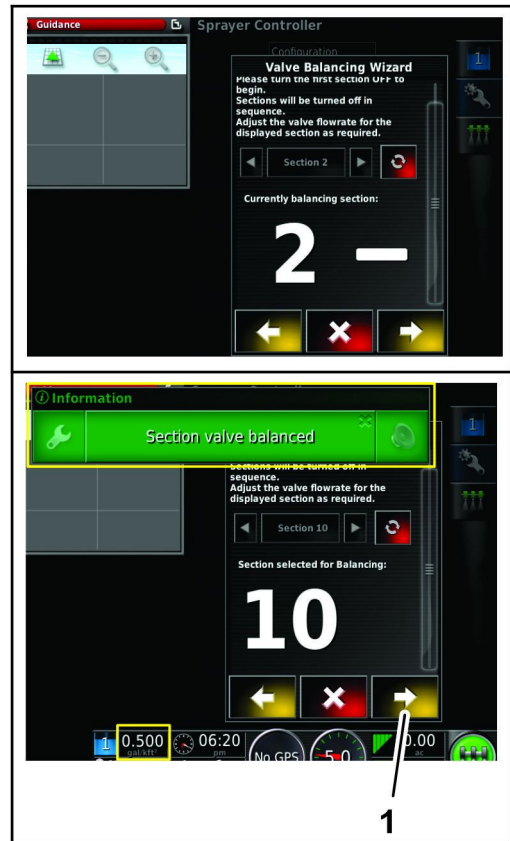 Guidance
Sprayer Controller
Configuration
Valve Balancing Wizard
Please turn the first section OFF to
begin.
Sections will be turned off in
sequence.
Adjust the valve flowrate for the
displayed section as required.
Section 2
Currently balancing section:
2 –
1
Information
Section valve balanced
1
Sections will be turned off in
sequence.
Adjust the valve flowrate for the
displayed section as required.
Section 10
Section selected for Balancing:
10
1 0.500 gal/kft² 06:20 pm No GPS 5.0 0.00 ac
1